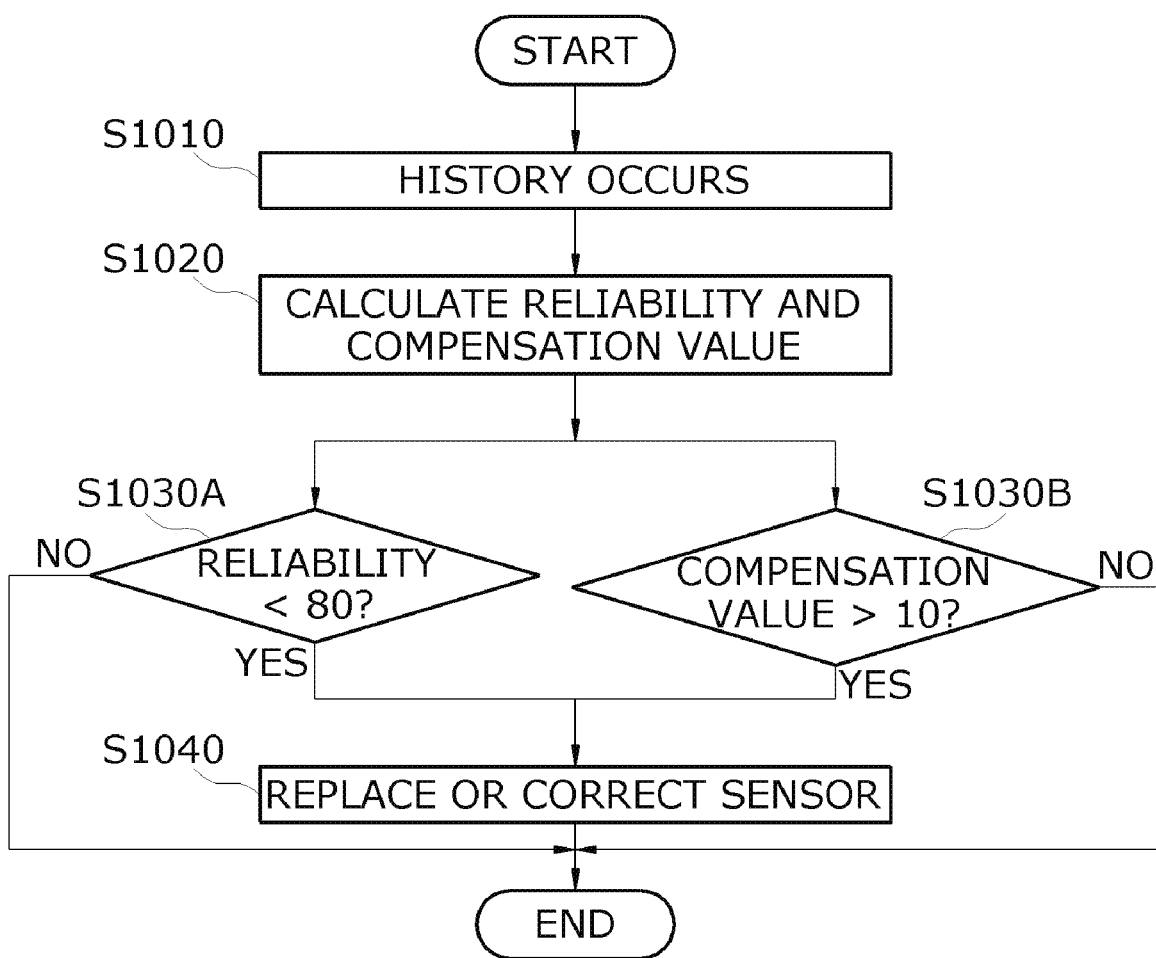 START
S1010
HISTORY OCCURS
S1020
CALCULATE RELIABILITY AND
COMPENSATION VALUE
S1030A
S1030B
NO
RELIABILITY
< 80?
COMPENSATION
VALUE > 10?
NO
YES
YES
S1040
REPLACE OR CORRECT SENSOR
END